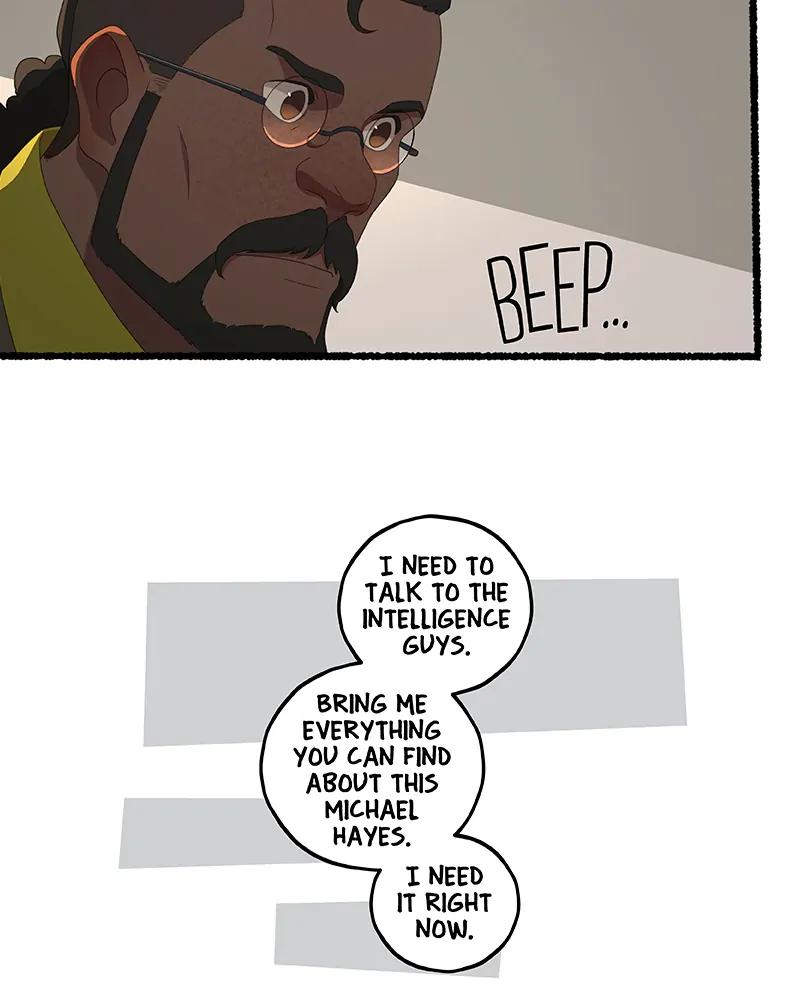 BEEP...
I NEED TO
TALK TO THE
INTELLIGENCE
GUYS.
BRING ME
EVERYTHING
YOU CAN FIND
ABOUT THIS
MICHAEL
HAYES.
I NEED
IT RIGHT
NOW.